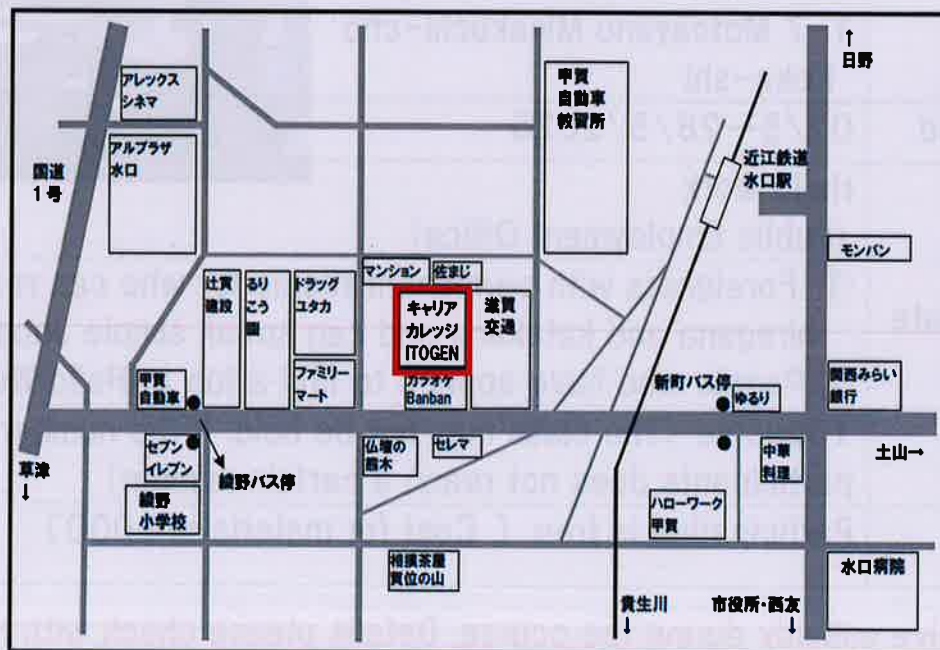 ↑
日野
アレックス
シネマ
甲賀
自動車
教習所
国道
1号
アルプラザ
水口
近江鉄道
水口駅
モンパン
マンション
佐まじ
辻寅
建設
るり
こう
園
ドラッグ
ユタカ
キャリア
カレッジ
ITOGEN
滋賀
交通
ファミリー
マート
カラオケ
Banban
甲賀
自動車
新町バス停
ゆるり
関西みらい
銀行
セブン
イレブン
仏壇の
セレマ
中華
料理
土山→
草津
↓
綾野バス停
綾野
小学校
ハローワーク
甲賀
相撲茶屋
貴位の山
水口病院
貴生川
↓
市役所・西友
↓